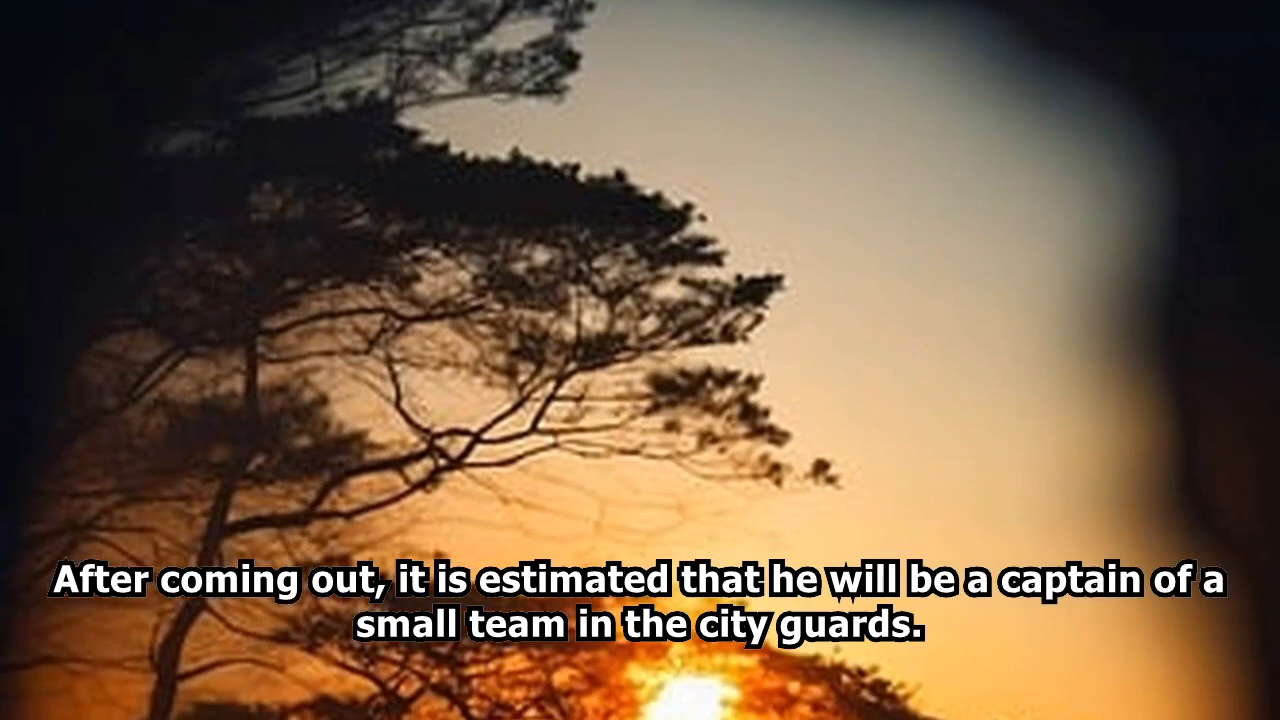 After coming out, it is estimated that he will be a captain of a
small team in the city guards.